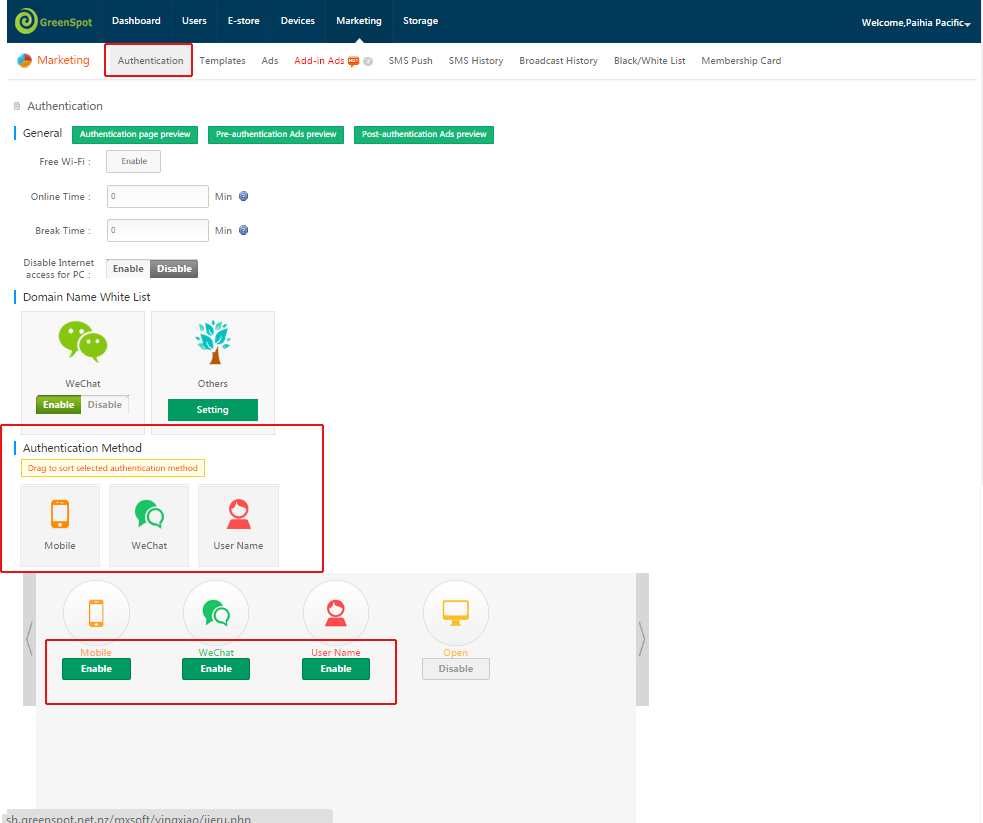 GreenSpot Dashboard Users E-store Devices Marketing Storage Welcome,Paihia Pacific
Marketing Authentication Templates Ads Add-in Ads HOT SMS Push SMS History Broadcast History Black/White List Membership Card
Authentication
General Authentication page preview Pre-authentication Ads preview Post-authentication Ads preview
Free Wi-Fi : Enable
Online Time : 0 Min
Break Time : 0 Min
Disable Internet
access for PC : Enable Disable
Domain Name White List
WeChat Others
Enable Disable Setting
Authentication Method
Drag to sort selected authentication method
Mobile WeChat User Name
Mobile WeChat User Name Open
Enable Enable Enable Disable
sh.greenspot.net.nz/mxsoft/yingxiao/jieru.php